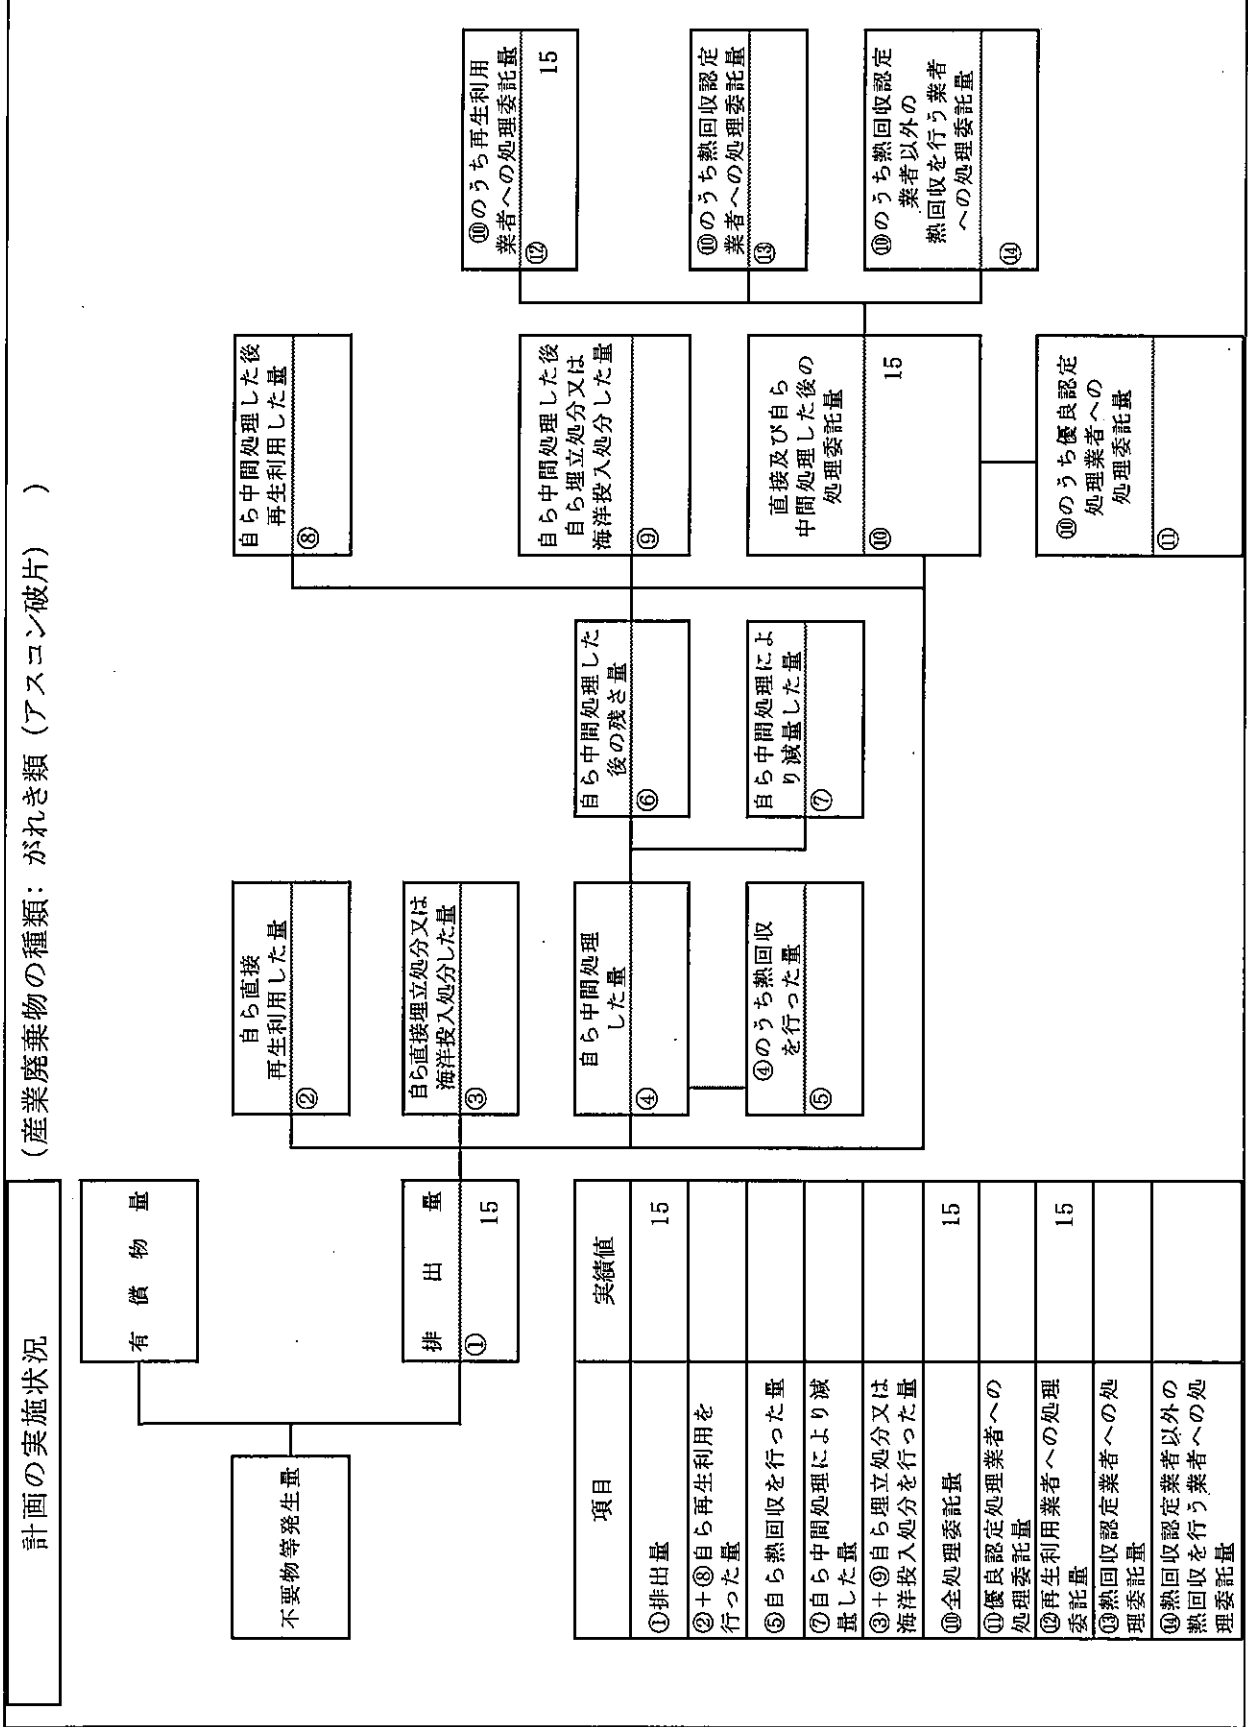 計画の実施状況
(産業廃棄物の種類：がれき類（アスコン破片）　)
不要物等発生量
有償物量
排出量
①
15
自ら直接
再生利用した量
②
自ら直接埋立処分又は
海洋投入処分した量
③
自ら中間処理
した量
④
④のうち熱回収
を行った量
⑤
自ら中間処理した
後の残さ量
⑥
自ら中間処理によ
り減量した量
⑦
自ら中間処理した後
再生利用した量
⑧
自ら中間処理した後
自ら埋立処分又は
海洋投入処分した量
⑨
直接及び自ら
中間処理した後の
処理委託量
⑩
15
⑩のうち優良認定
処理業者への
処理委託量
⑪
⑩のうち再生利用
業者への処理委託量
⑫
15
⑩のうち熱回収認定
業者への処理委託量
⑬
⑩のうち熱回収認定
業者以外の
熱回収を行う業者
への処理委託量
⑭
項目
実績値
①排出量
15
②＋⑧自ら再生利用を
行った量
⑤自ら熱回収を行った量
⑦自ら中間処理により減
量した量
③＋⑨自ら埋立処分又は
海洋投入処分を行った量
⑩全処理委託量
15
⑪優良認定処理業者への
処理委託量
⑫再生利用業者への処理
委託量
15
⑬熱回収認定業者への処
理委託量
⑭熱回収認定業者以外の
熱回収を行う業者への処
理委託量